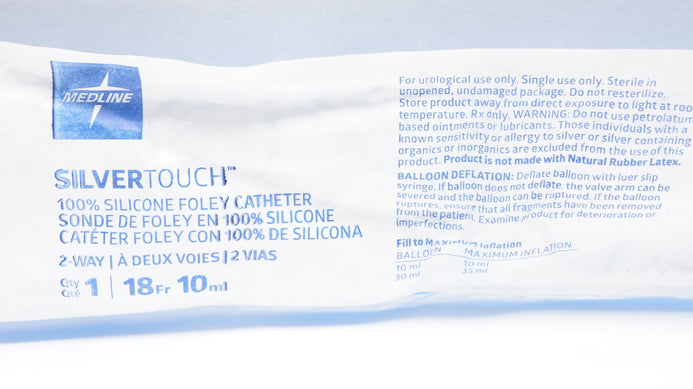 MEDLINE
SILVERTOUCH™
100% SILICONE FOLEY CATHETER
SONDE DE FOLEY EN 100% SILICONE
CATÉTER FOLEY CON 100% DE SILICONA
2-WAY | À DEUX VOIES | 2 VIAS
Qty
Qté 1 | 18Fr 10ml
For urological use only. Single use only. Sterile in
unopened, undamaged package. Do not resterilize.
Store product away from direct exposure to light at roo
temperature. Rx only. WARNING: Do not use petrolatum
based ointments or lubricants. Those individuals with a
known sensitivity or allergy to silver or silver containing
organics or inorganics are excluded from the use of this
product. Product is not made with Natural Rubber Latex.
BALLOON DEFLATION: Deflate balloon with luer slip
syringe. If balloon does not deflate, the valve arm can be
severed and the balloon can be ruptured. If the balloon
ruptures, ensure that all fragments have been removed
from the patient. Examine product for deterioration or
imperfections.
Fill to Maximum Inflation
BALLOON MAXIMUM INFLATION
10 ml 10 ml
30 ml 35 ml